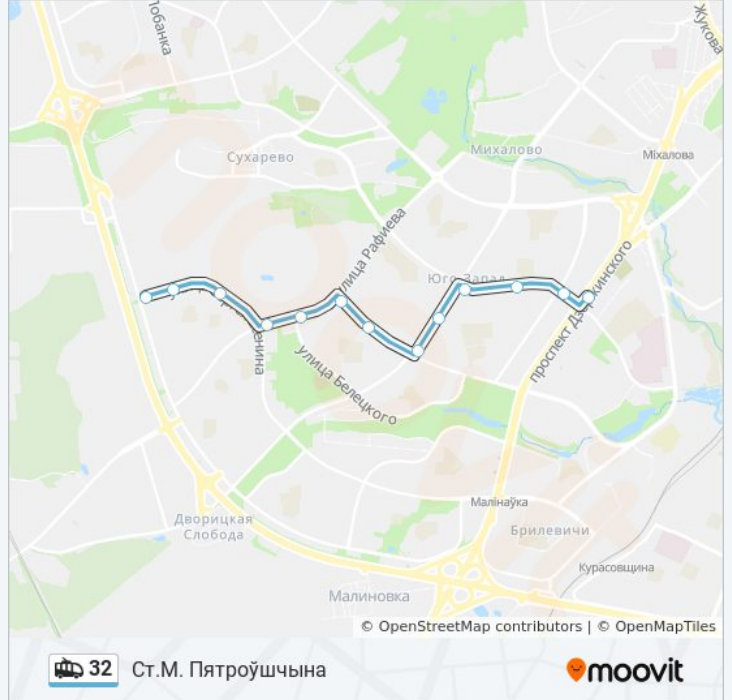 Лобанка
Жукова
Сухарево
Михалово
Міхалова
улица Рафиева
Юго-Запад
проспект Дзержинского
улица Белецкого
Малінаўка
Дворицкая
Слобода
Брилевичи
Курасовщина
Малиновка
© OpenStreetMap contributors | © OpenMapTiles
32 Ст.М. Пятроўшчына
moovit